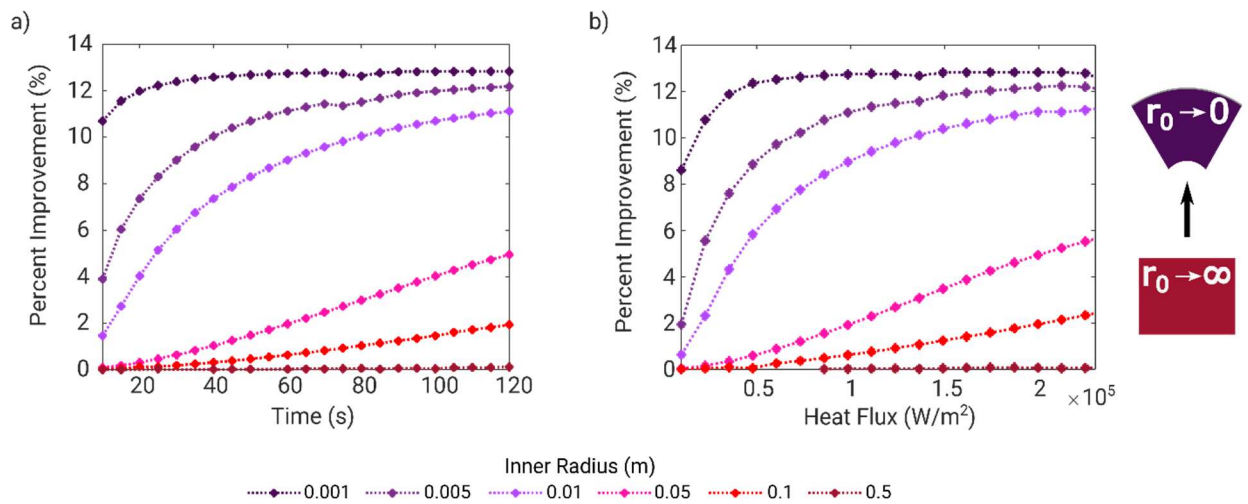 a)
Percent Improvement (%)
14
12
10
8
6
4
2
0
20 40 60 80 100 120
Time (s)
b)
Percent Improvement (%)
14
12
10
8
6
4
2
0
0.5 1 1.5 2
×10⁵
Heat Flux (W/m²)
r₀→0
r₀→∞
Inner Radius (m)
0.001 0.005 0.01 0.05 0.1 0.5